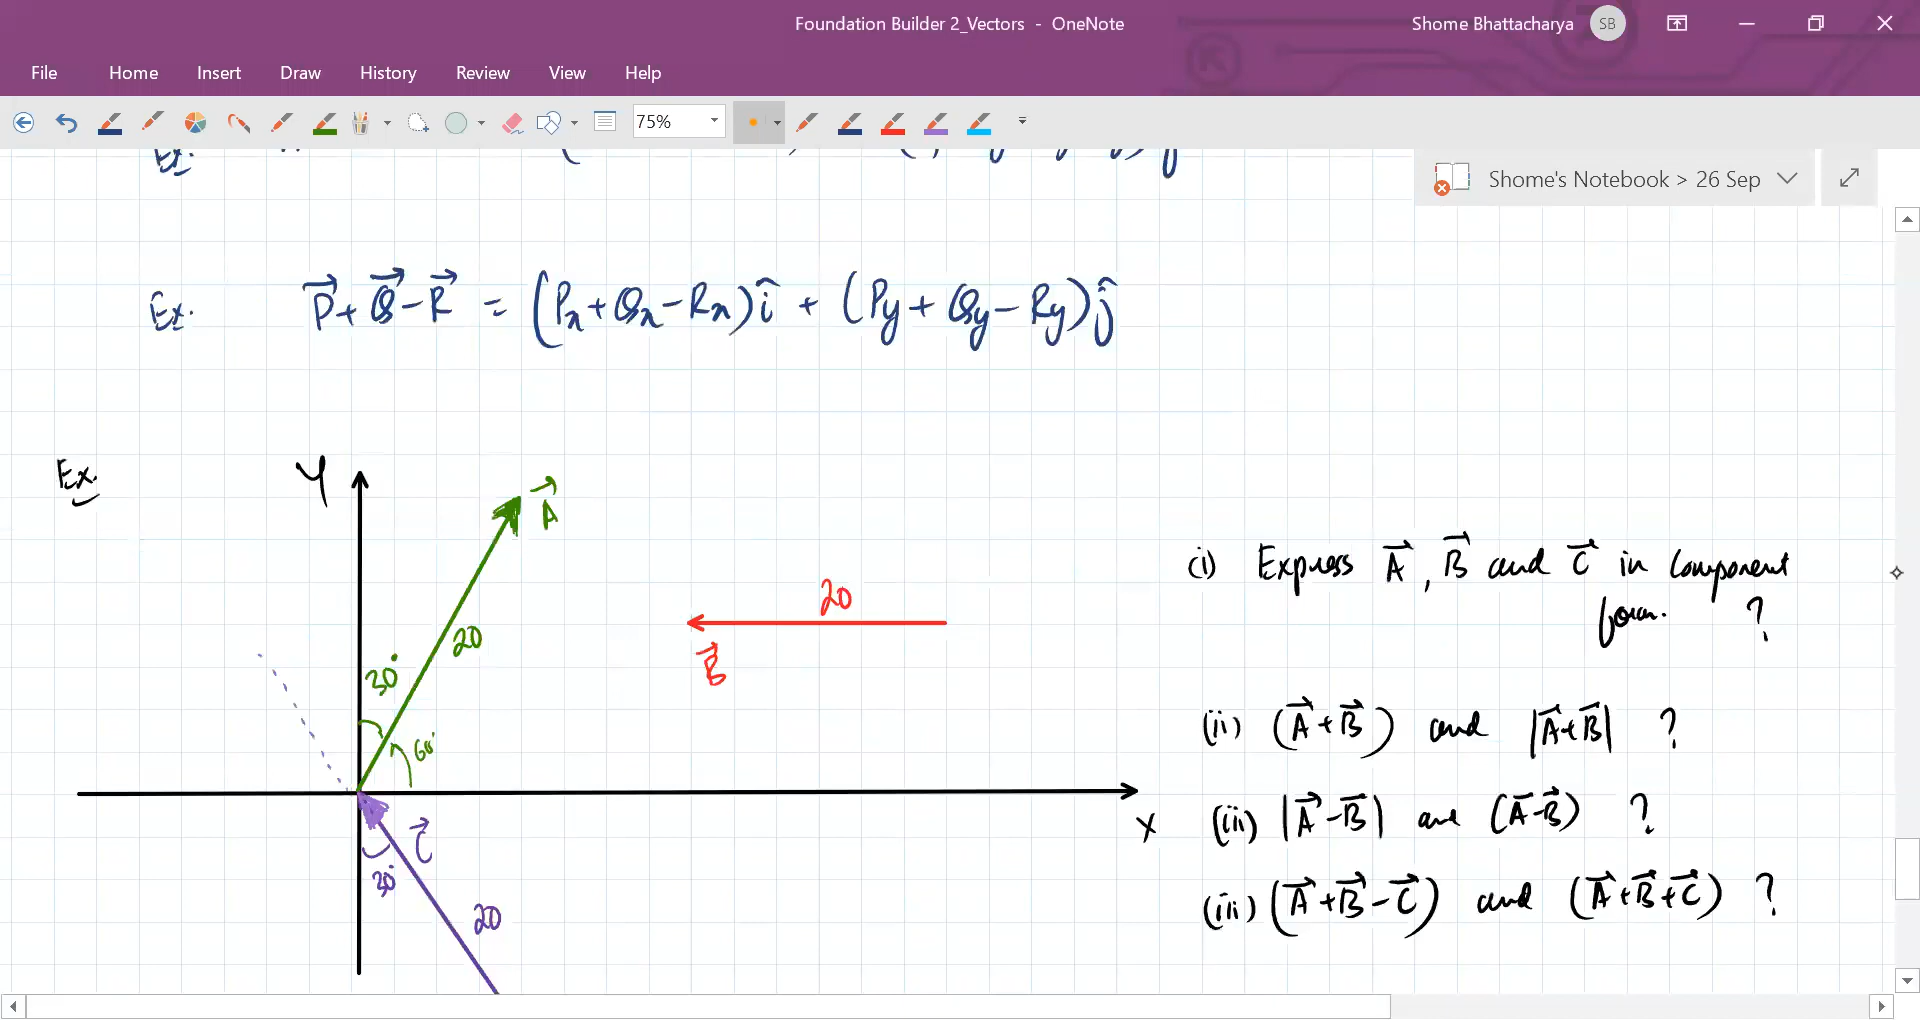 Foundation Builder 2_Vectors - OneNote
Shome Bhattacharya SB
File Home Insert Draw History Review View Help
75%
Shome's Notebook > 26 Sep
Ex.
Ex. P⃗ + Q⃗ - R⃗ = (Px + Qx - Rx) î + (Py + Qy - Ry) ĵ
Ex.
Y
A⃗
20
30°
60°
20
B⃗
X
C⃗
30°
20
(i) Express A⃗, B⃗ and C⃗ in component
form. ?
(ii) (A⃗ + B⃗) and |A⃗ + B⃗| ?
(iii) |A⃗ - B⃗| and (A⃗ - B⃗) ?
(iii) (A⃗ + B⃗ - C⃗) and (A⃗ + B⃗ + C⃗) ?